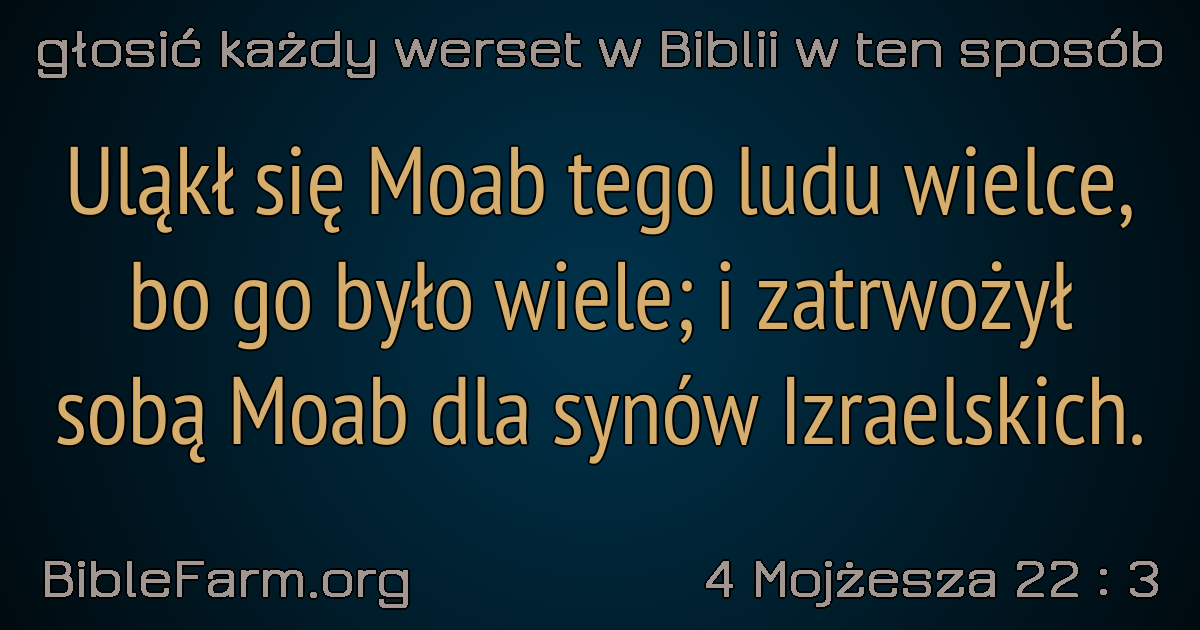 głosić każdy werset w Biblii w ten sposób
Uląkł się Moab tego ludu wielce,
bo go było wiele; i zatrwożył
sobą Moab dla synów Izraelskich.
BibleFarm.org
4 Mojżesza 22 : 3